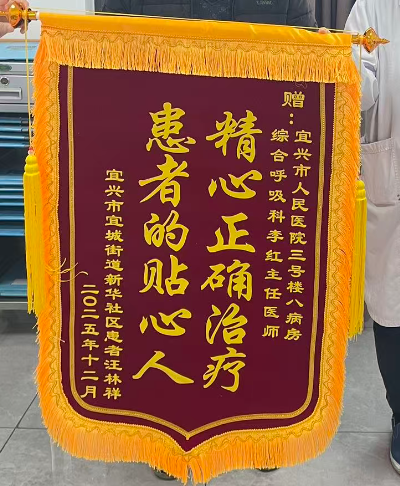 赠：宜兴市人民医院三号楼八病房
综合呼吸科李红主任医师
精心正确治疗
患者的贴心人
宜兴市宜城街道新华社区患者汪林祥
二〇二五年十二月